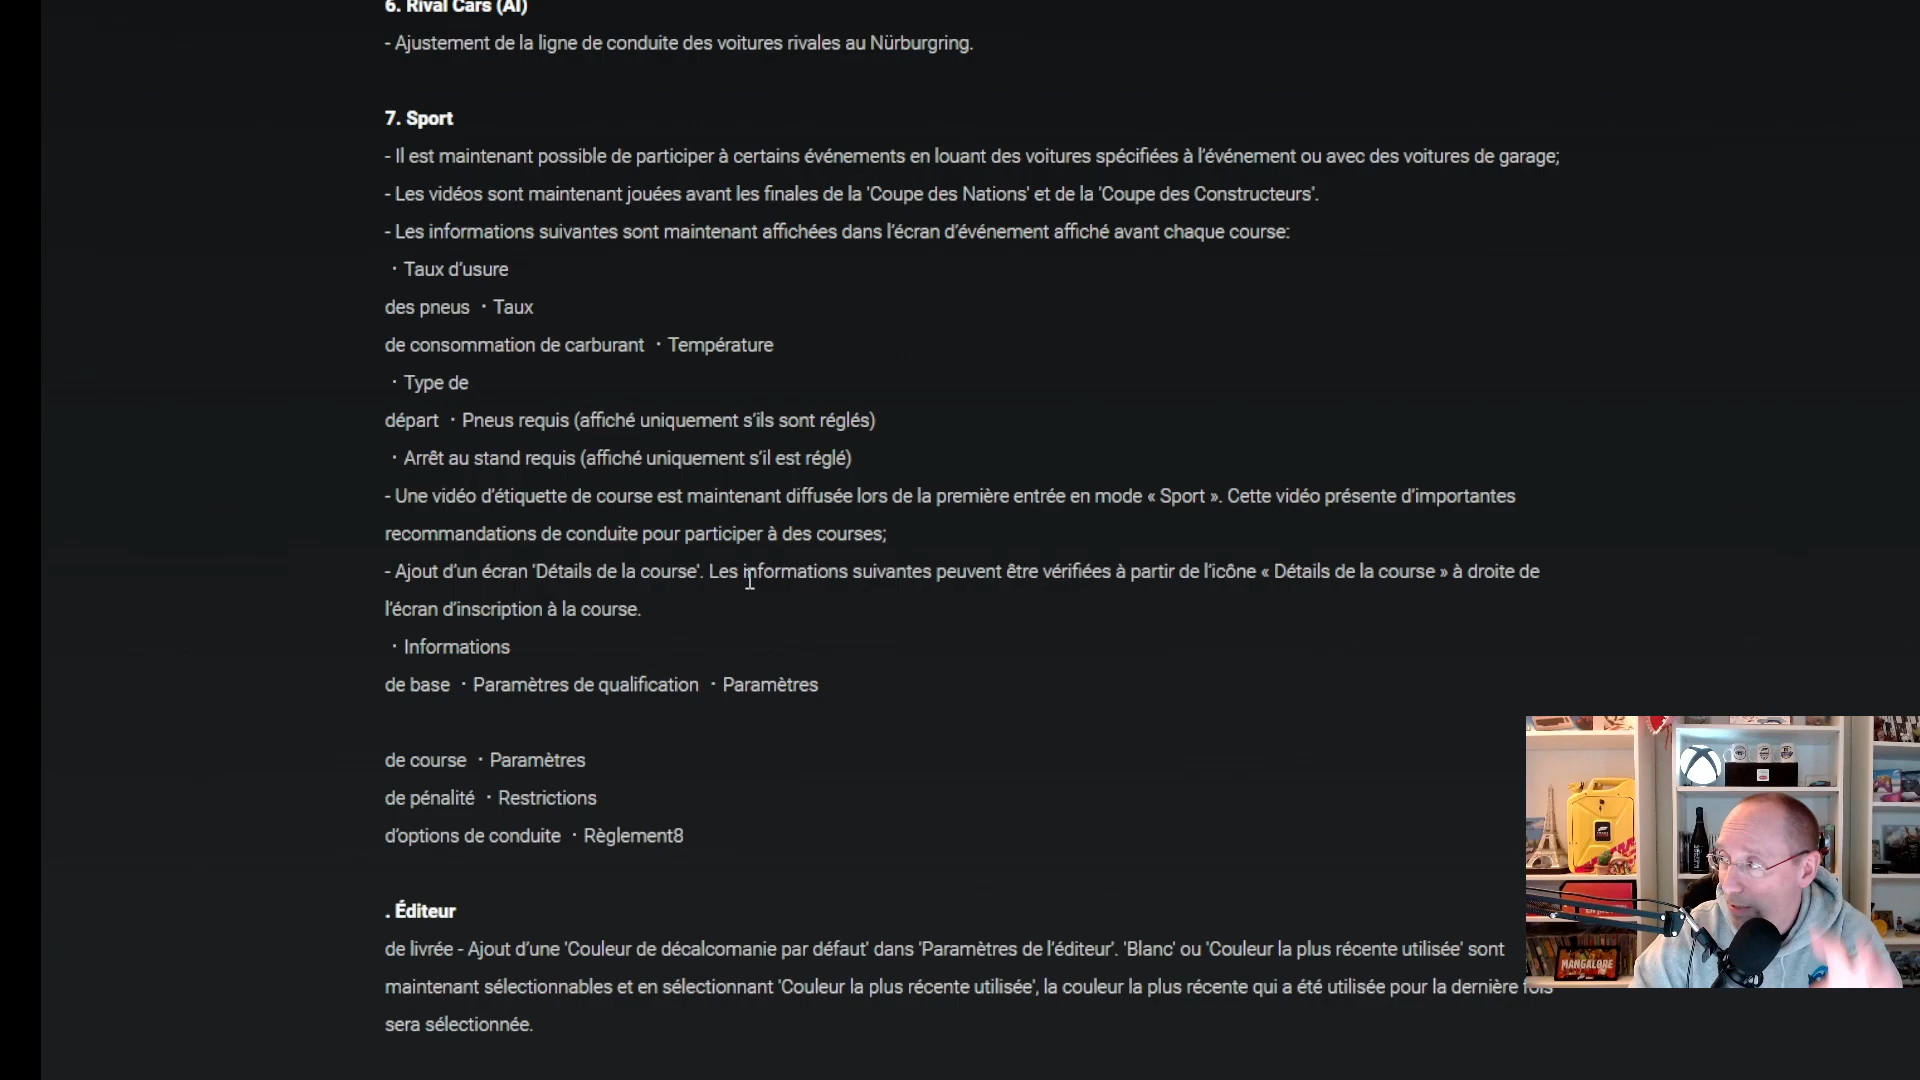 6. Rival Cars (AI)
- Ajustement de la ligne de conduite des voitures rivales au Nürburgring.
7. Sport
- Il est maintenant possible de participer à certains événements en louant des voitures spécifiées à l'événement ou avec des voitures de garage;
- Les vidéos sont maintenant jouées avant les finales de la 'Coupe des Nations' et de la 'Coupe des Constructeurs'.
- Les informations suivantes sont maintenant affichées dans l'écran d'événement affiché avant chaque course:
・Taux d'usure
des pneus ・Taux
de consommation de carburant ・Température
・Type de
départ ・Pneus requis (affiché uniquement s'ils sont réglés)
・Arrêt au stand requis (affiché uniquement s'il est réglé)
- Une vidéo d'étiquette de course est maintenant diffusée lors de la première entrée en mode « Sport ». Cette vidéo présente d'importantes
recommandations de conduite pour participer à des courses;
- Ajout d'un écran 'Détails de la course'. Les informations suivantes peuvent être vérifiées à partir de l'icône « Détails de la course » à droite de
l'écran d'inscription à la course.
・Informations
de base ・Paramètres de qualification ・Paramètres
de course ・Paramètres
de pénalité ・Restrictions
d'options de conduite ・Règlement8
. Éditeur
de livrée - Ajout d'une 'Couleur de décalcomanie par défaut' dans 'Paramètres de l'éditeur'. 'Blanc' ou 'Couleur la plus récente utilisée' sont
maintenant sélectionnables et en sélectionnant 'Couleur la plus récente utilisée', la couleur la plus récente qui a été utilisée pour la dernière fois
sera sélectionnée.
MANGALORE